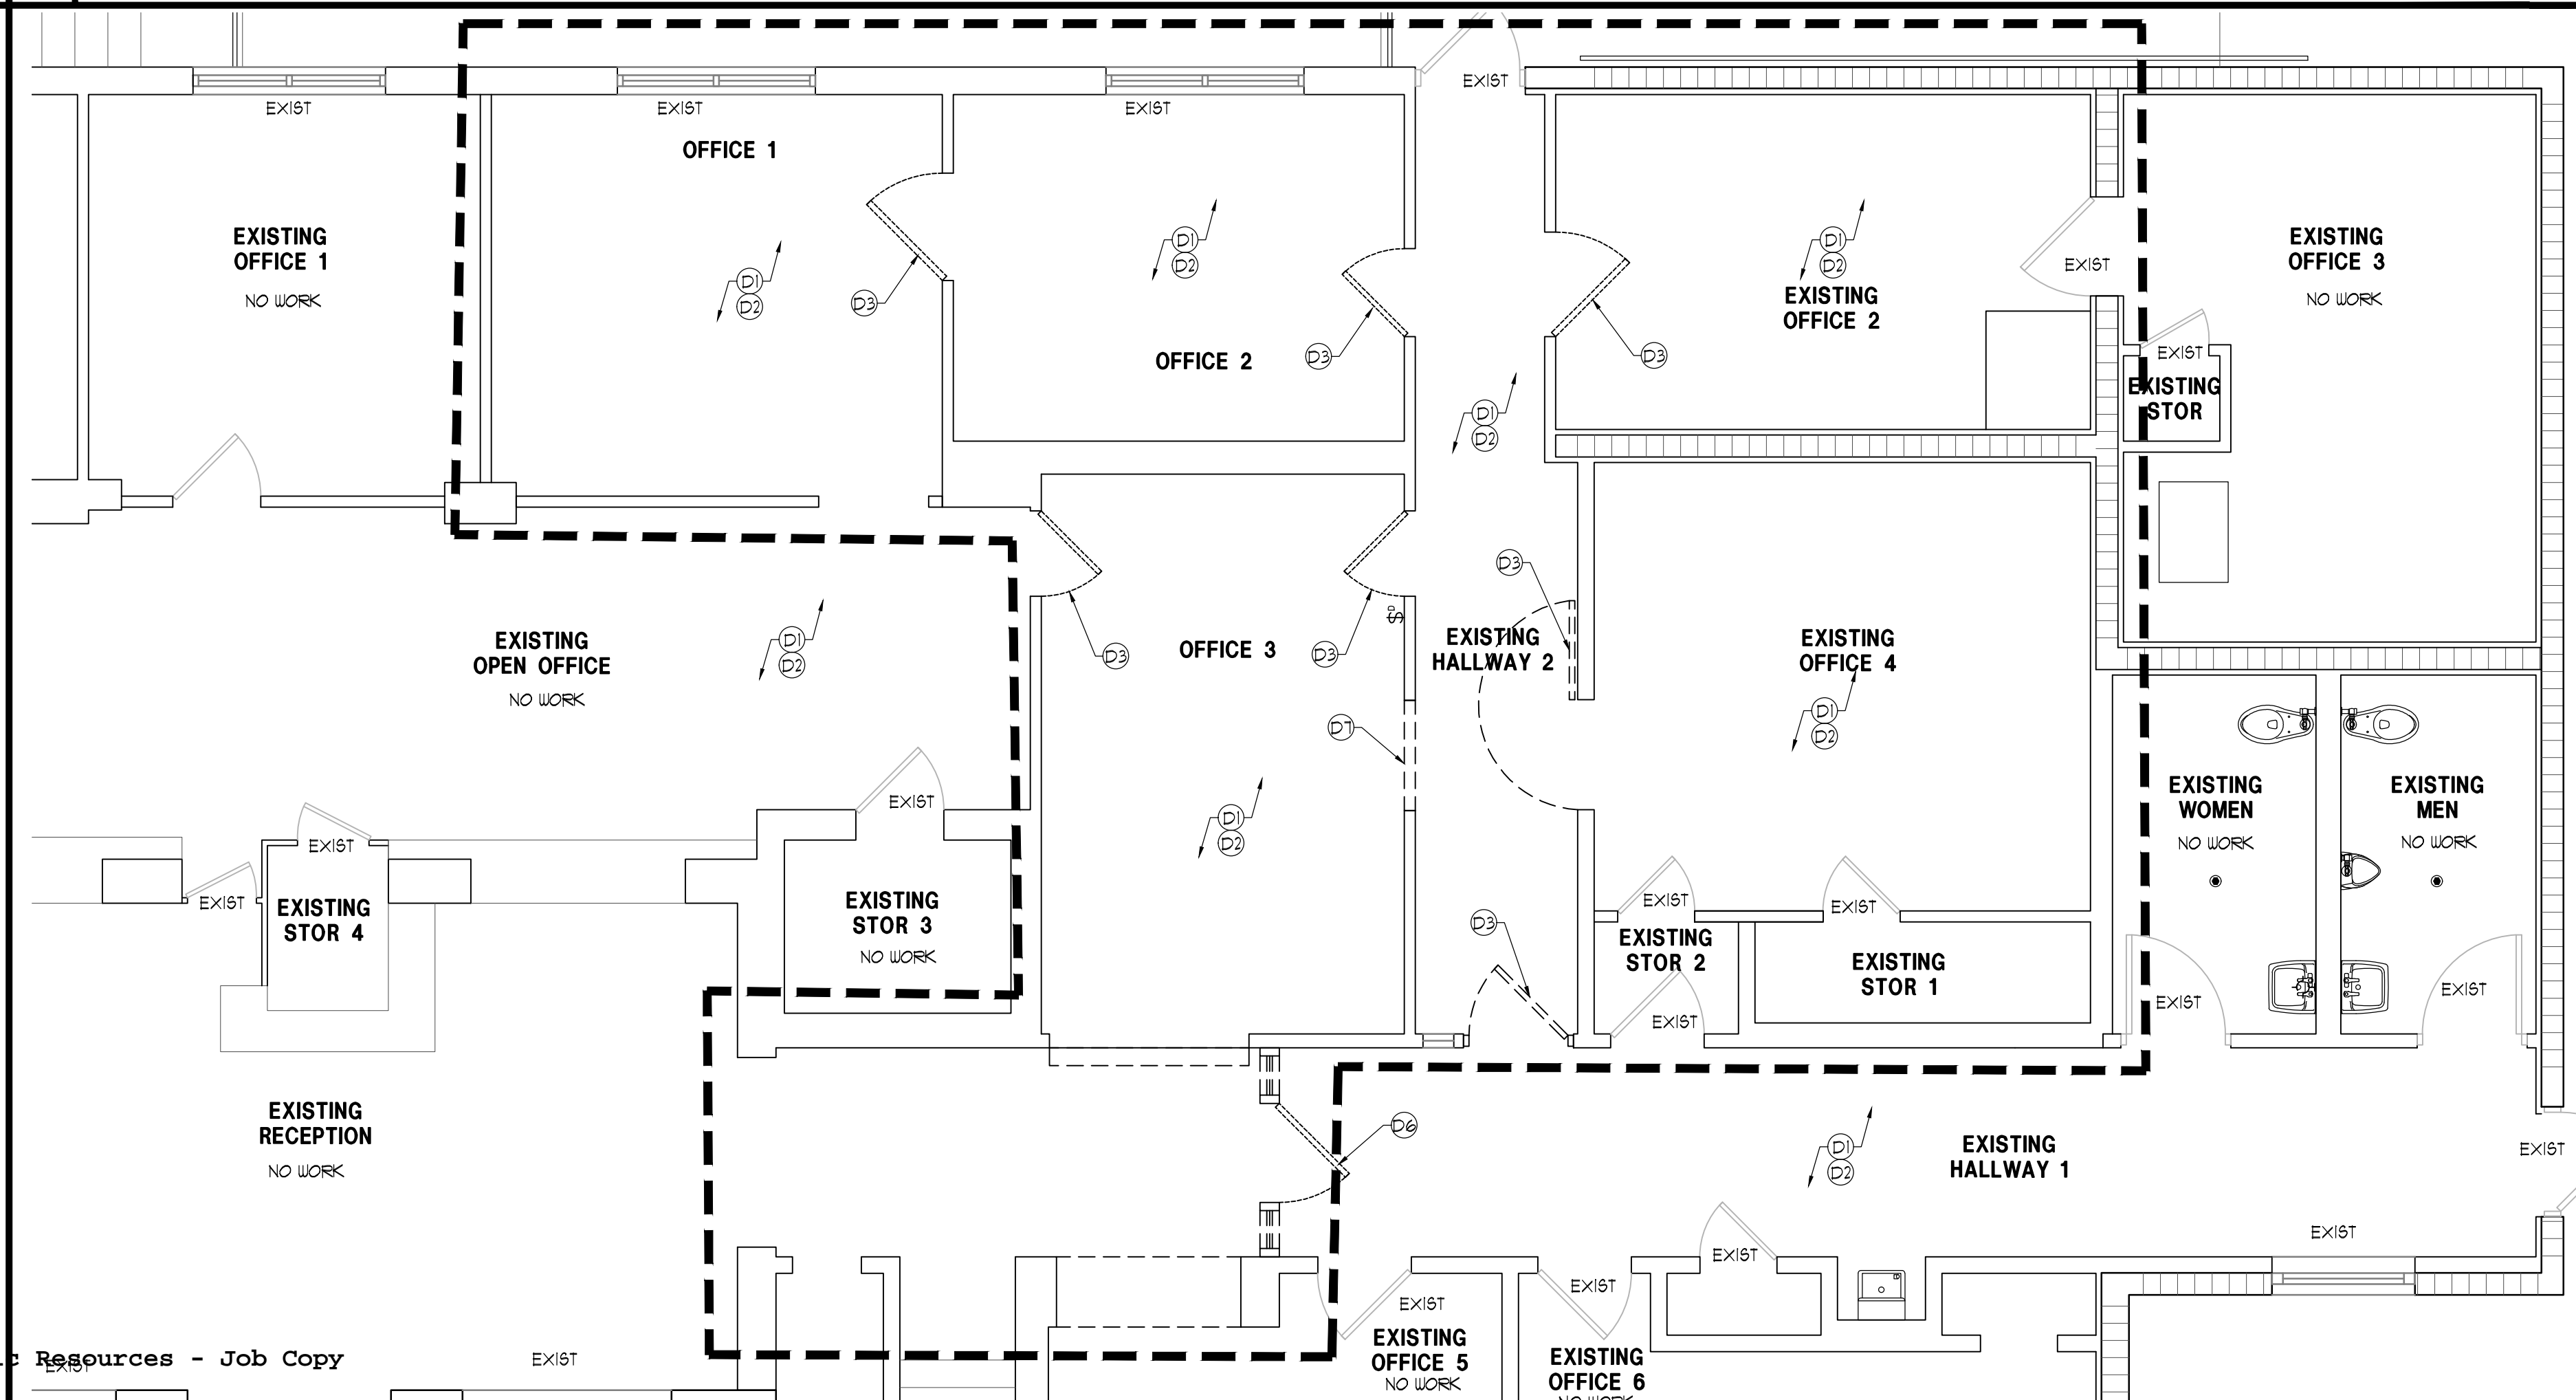 EXIST
EXIST
EXIST
EXIST
OFFICE 1
EXISTING
OFFICE 1
NO WORK
D1
D2
D3
D1
D2
OFFICE 2
D3
D1
D2
EXISTING
OFFICE 2
D3
EXIST
EXISTING
OFFICE 3
NO WORK
EXIST
EXISTING
STOR
D1
D2
EXISTING
OPEN OFFICE
NO WORK
D1
D2
D3
OFFICE 3
D3
$D
D3
EXISTING
HALLWAY 2
D7
EXISTING
OFFICE 4
D1
D2
EXISTING
WOMEN
NO WORK
EXISTING
MEN
NO WORK
EXIST
EXIST
EXIST
EXISTING
STOR 4
EXISTING
STOR 3
NO WORK
D1
D2
D3
EXIST
EXIST
EXISTING
STOR 2
EXIST
EXISTING
STOR 1
EXIST
EXIST
EXISTING
RECEPTION
NO WORK
D6
D1
D2
EXISTING
HALLWAY 1
EXIST
EXIST
EXIST
EXIST
EXIST
EXISTING
OFFICE 5
NO WORK
EXISTING
OFFICE 6
NO WORK
c Resources - Job Copy
EXIST
EXIST